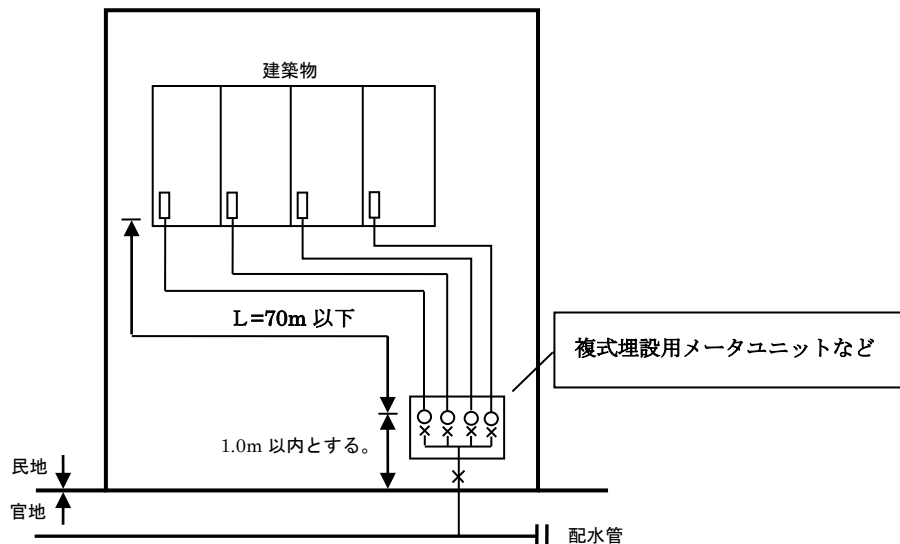 建築物
L=70m 以下
複式埋設用メータユニットなど
1.0m 以内とする。
民地
官地
配水管